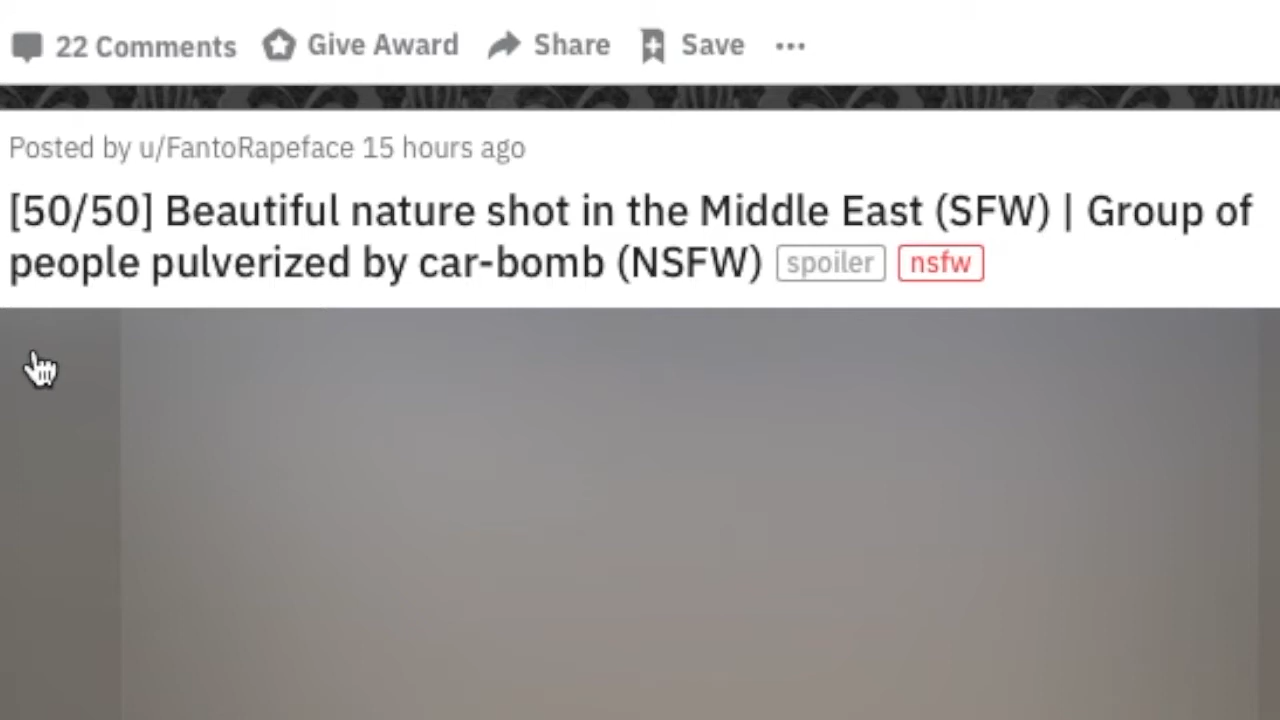 22 Comments Give Award Share Save
Posted by u/FantoRapeface 15 hours ago
[50/50] Beautiful nature shot in the Middle East (SFW) | Group of
people pulverized by car-bomb (NSFW) spoiler nsfw